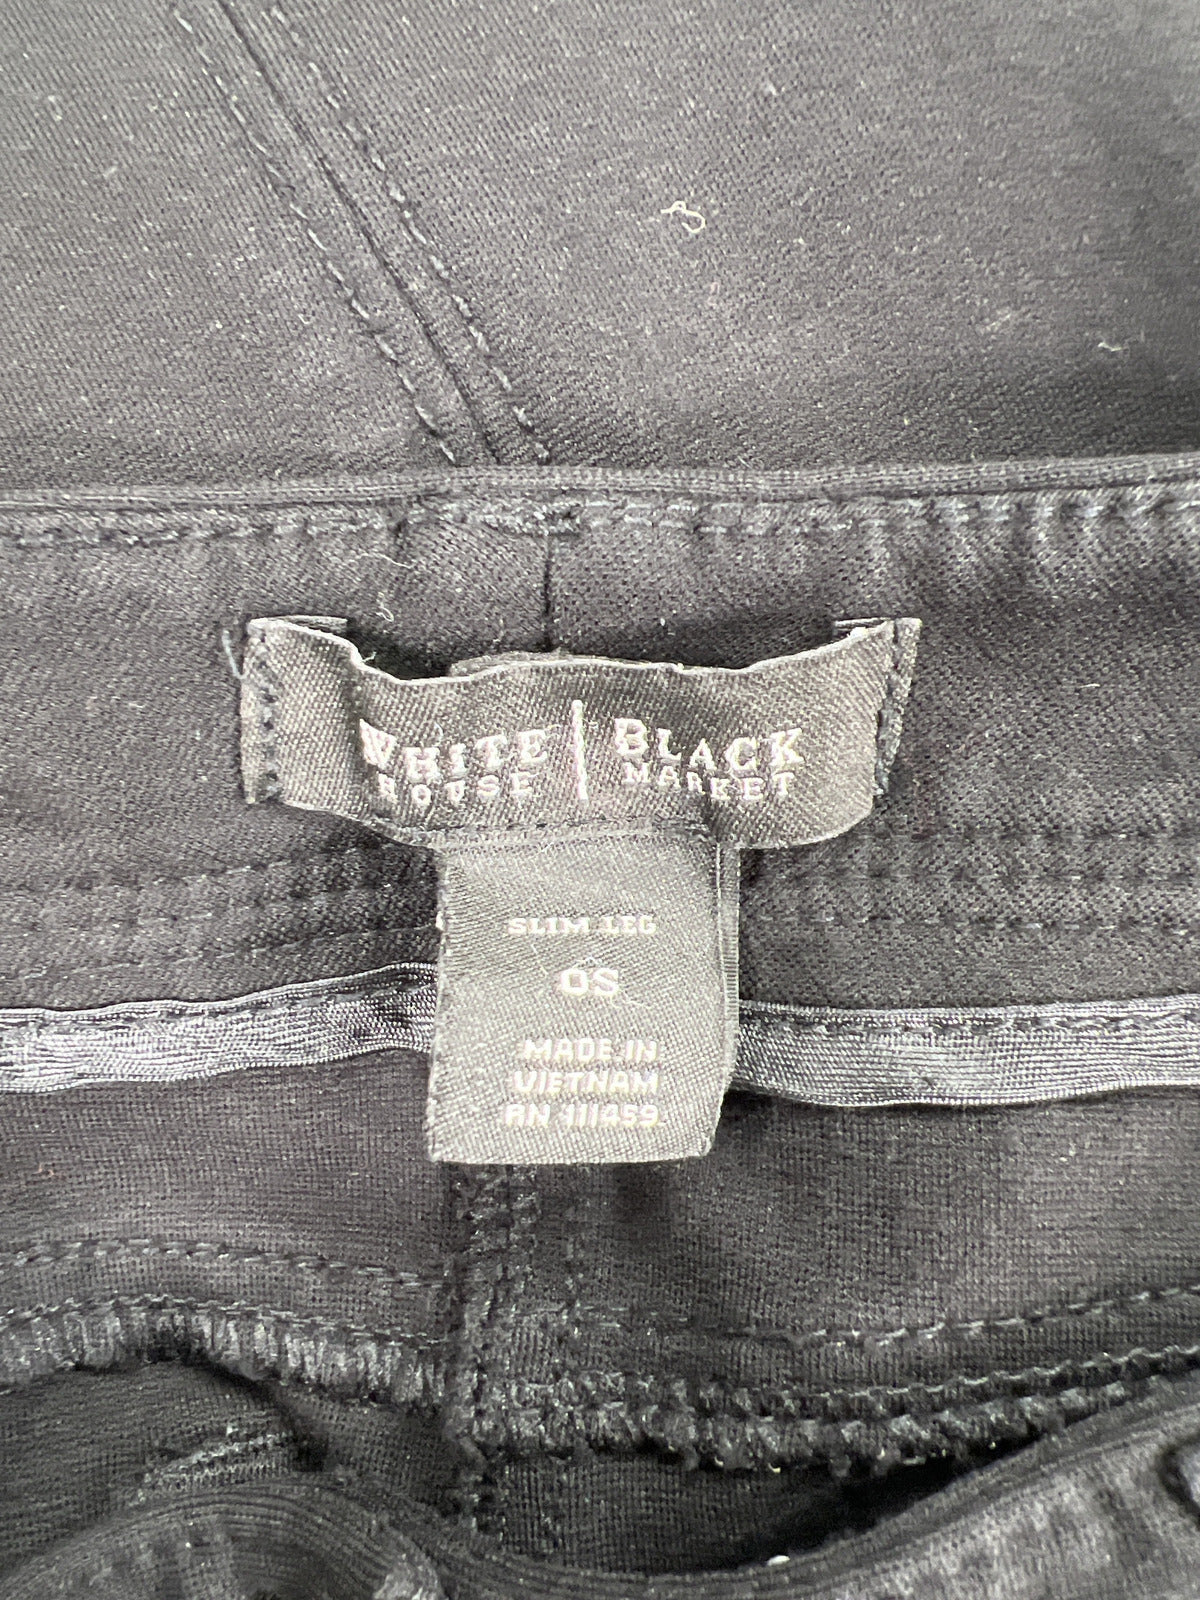 WHITE | BLACK
HOUSE | MARKET
SLIM LEG
0S
MADE IN
VIETNAM
RN 111459